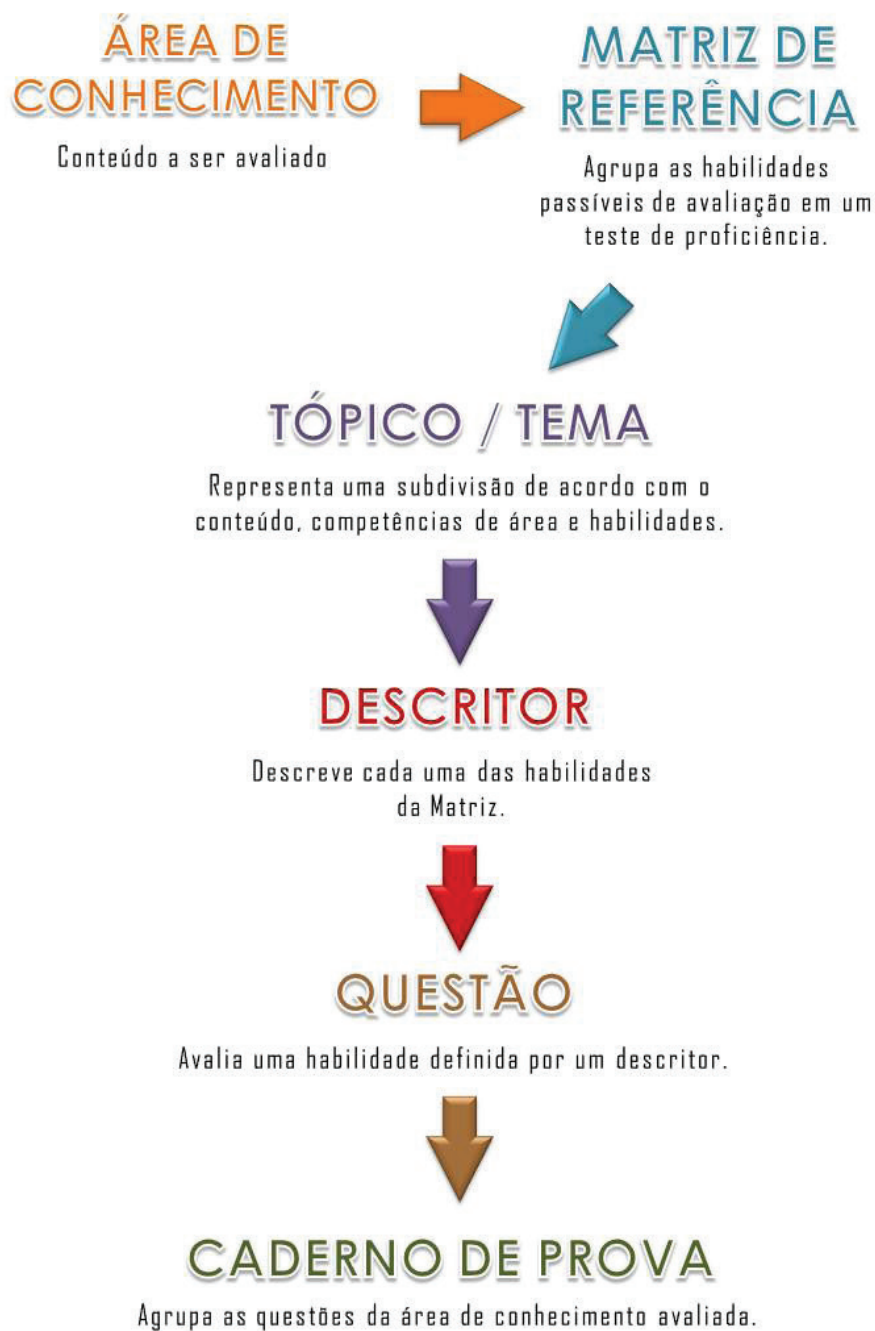 ÁREA DE
CONHECIMENTO
Conteúdo a ser avaliado
MATRIZ DE
REFERÊNCIA
Agrupa as habilidades
passíveis de avaliação em um
teste de proficiência.
TÓPICO / TEMA
Representa uma subdivisão de acordo com o
conteúdo, competências de área e habilidades.
DESCRITOR
Descreve cada uma das habilidades
da Matriz.
QUESTÃO
Avalia uma habilidade definida por um descritor.
CADERNO DE PROVA
Agrupa as questões da área de conhecimento avaliada.